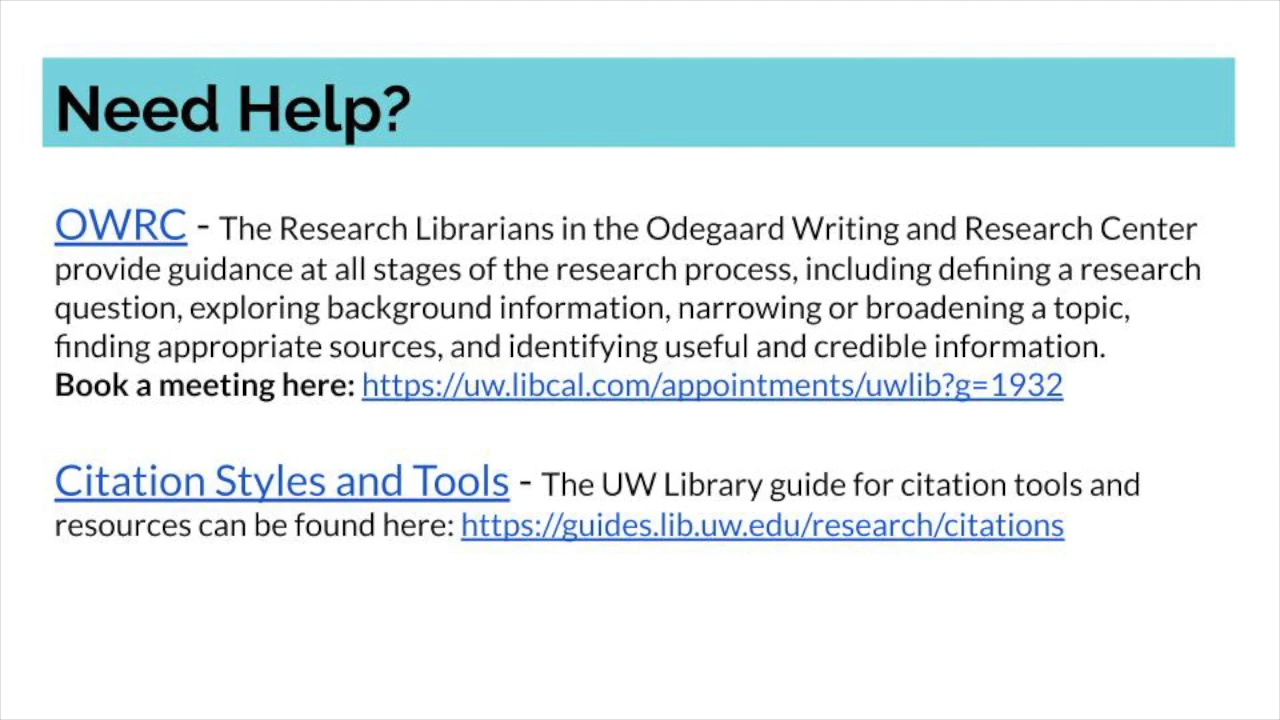 Need Help?
OWRC - The Research Librarians in the Odegaard Writing and Research Center
provide guidance at all stages of the research process, including defining a research
question, exploring background information, narrowing or broadening a topic,
finding appropriate sources, and identifying useful and credible information.
Book a meeting here: https://uw.libcal.com/appointments/uwlib?g=1932
Citation Styles and Tools - The UW Library guide for citation tools and
resources can be found here: https://guides.lib.uw.edu/research/citations